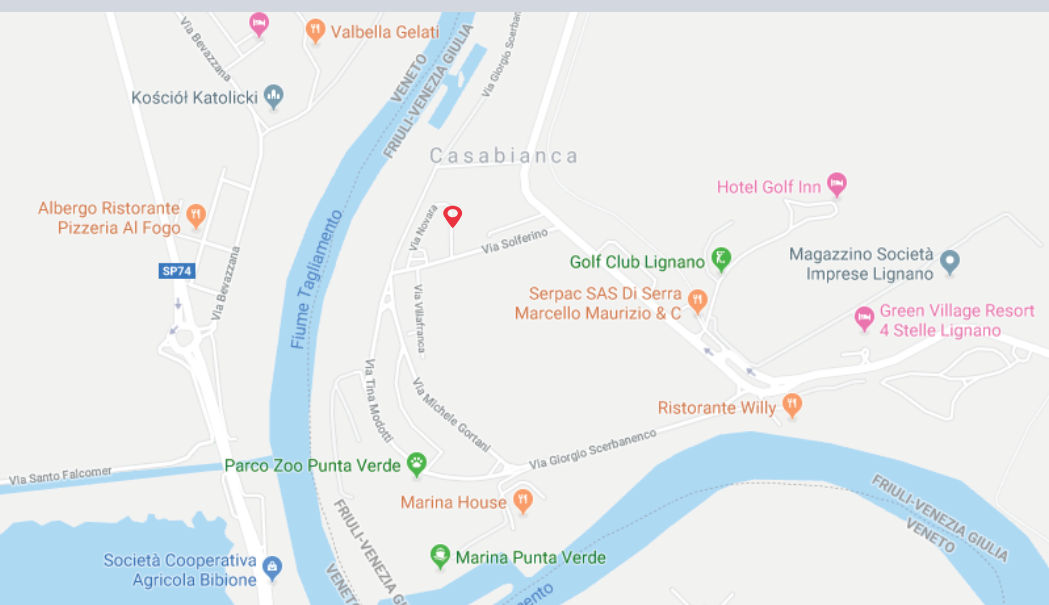 Via Bevazzana
Valbella Gelati
Via Giorgio Scerban
VENETO
FRIULI-VENEZIA GIULIA
Kościół Katolicki
Casabianca
Hotel Golf Inn
Albergo Ristorante
Pizzeria Al Fogo
Via Novara
Via Solferino
Golf Club Lignano
Magazzino Società
Imprese Lignano
SP74
Via Bevazzana
Fiume Tagliamento
Via Villafranca
Serpac SAS Di Serra
Marcello Maurizio & C
Green Village Resort
4 Stelle Lignano
Via Tina Modotti
Via Michele Gortani
Ristorante Willy
Via Giorgio Scerbanenco
Via Santo Falcomer
Parco Zoo Punta Verde
Marina House
FRIULI-VENEZIA GIULIA
VENETO
FRIULI-VENEZIA G
VENETO
Società Cooperativa
Agricola Bibione
Marina Punta Verde
ento